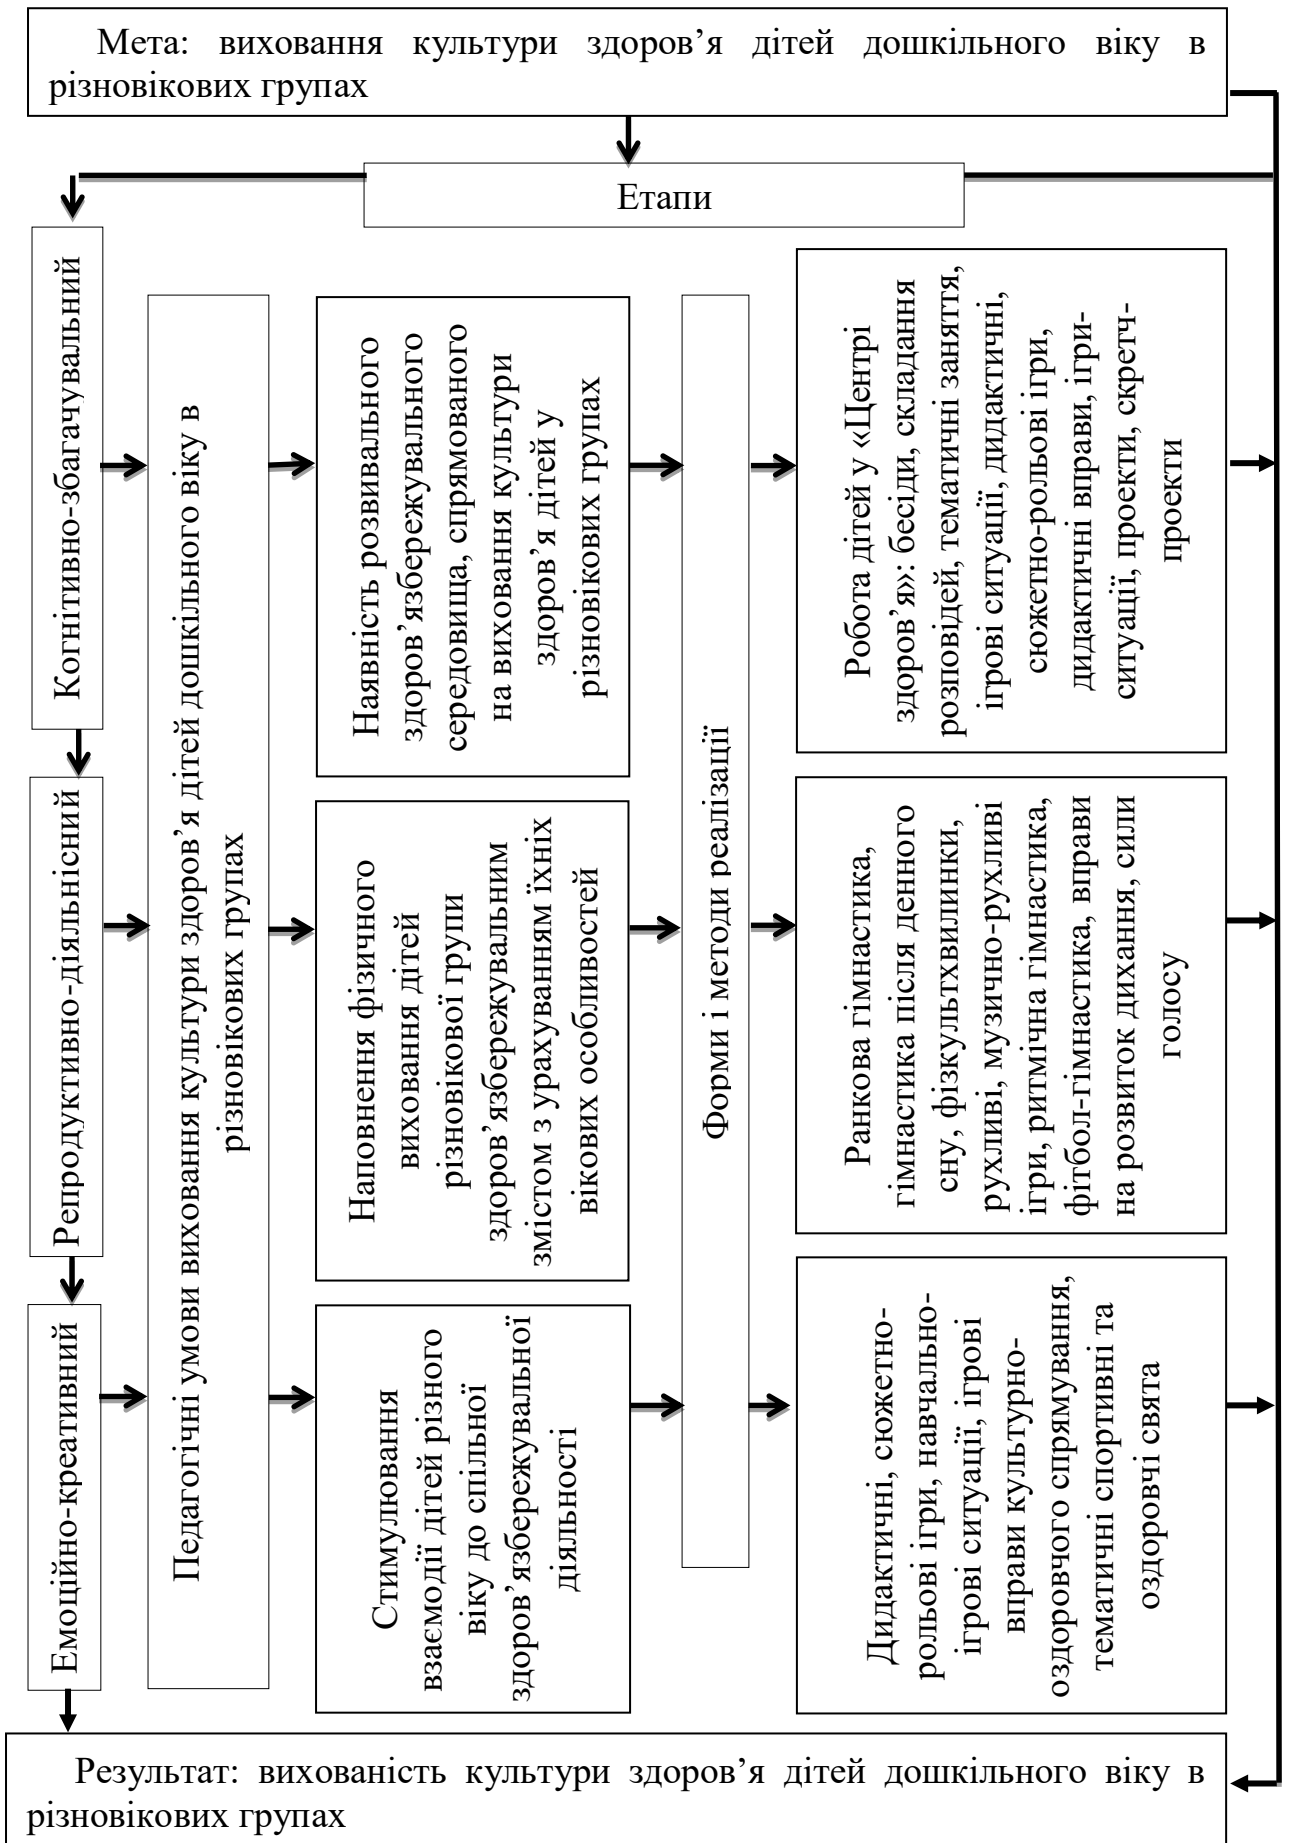 Мета: виховання культури здоров’я дітей дошкільного віку в
різновікових групах
Етапи
Когнітивно-збагачувальний
Репродуктивно-діяльнісний
Емоційно-креативний
Педагогічні умови виховання культури здоров’я дітей дошкільного віку в
різновікових групах
Наявність розвивального
здоров’язбережувального
середовища, спрямованого
на виховання культури
здоров’я дітей у
різновікових групах
Наповнення фізичного
виховання дітей
різновікової групи
здоров’язбережувальним
змістом з урахуванням їхніх
вікових особливостей
Стимулювання
взаємодії дітей різного
віку до спільної
здоров’язбережувальної
діяльності
Форми і методи реалізації
Робота дітей у «Центрі
здоров’я»: бесіди, складання
розповідей, тематичні заняття,
ігрові ситуації, дидактичні,
сюжетно-рольові ігри,
дидактичні вправи, ігри-
ситуації, проекти, скретч-
проекти
Ранкова гімнастика,
гімнастика після денного
сну, фізкультхвилинки,
рухливі, музично-рухливі
ігри, ритмічна гімнастика,
фітбол-гімнастика, вправи
на розвиток дихання, сили
голосу
Дидактичні, сюжетно-
рольові ігри, навчально-
ігрові ситуації, ігрові
вправи культурно-
оздоровчого спрямування,
тематичні спортивні та
оздоровчі свята
Результат: вихованість культури здоров’я дітей дошкільного віку в
різновікових групах